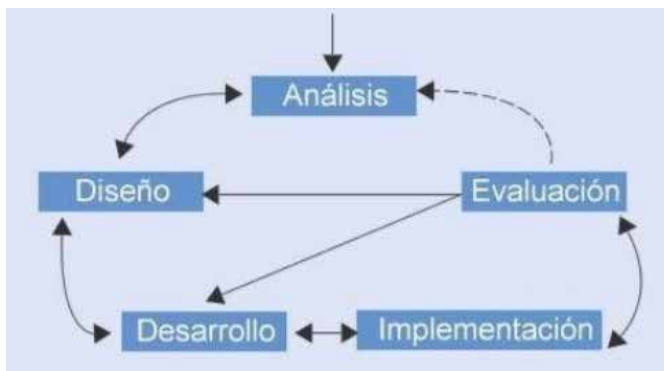 Análisis
Diseño
Evaluación
Desarrollo
Implementación